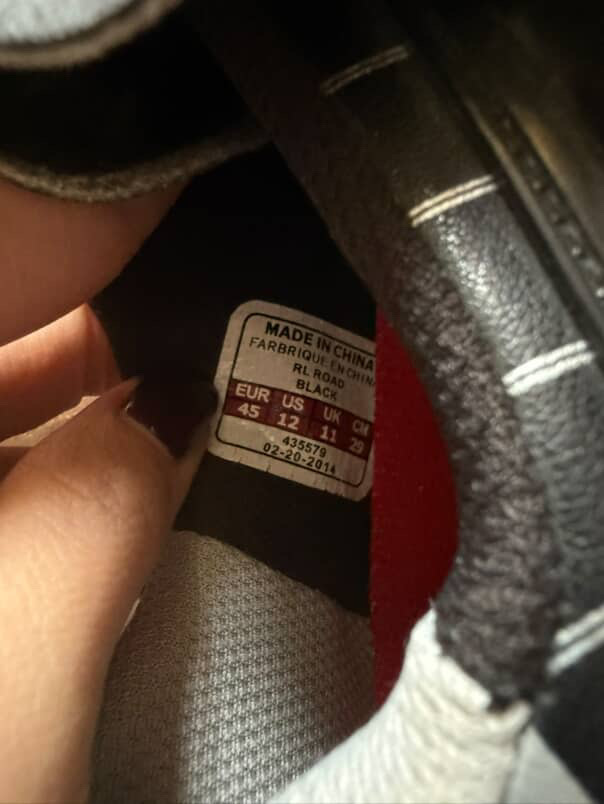 MADE IN CHINA
FARBRIQUE EN CHINA
RL ROAD
BLACK
EUR US UK CM
45 12 11 29
435579
02-20-2014